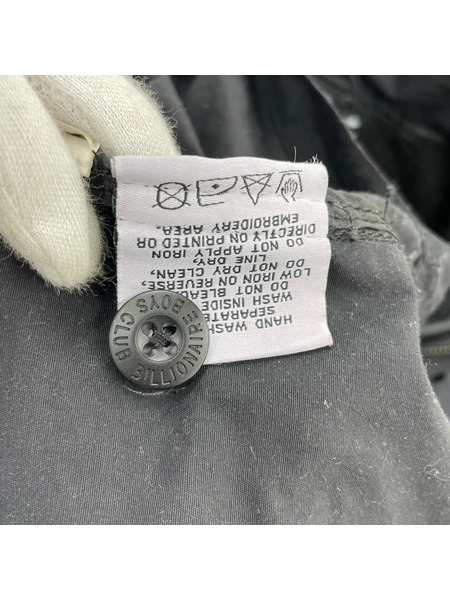 HAND WASH
SEPARATE
WASH INSIDE
DO NOT BLEAC
LOW IRON ON REVERSE,
DO NOT DRY CLEAN,
LINE DRY,
DO NOT APPLY IRON
DIRECTLY ON PRINTED OR
EMBROIDERY AREA.
BILLIONAIRE BOYS CLUB